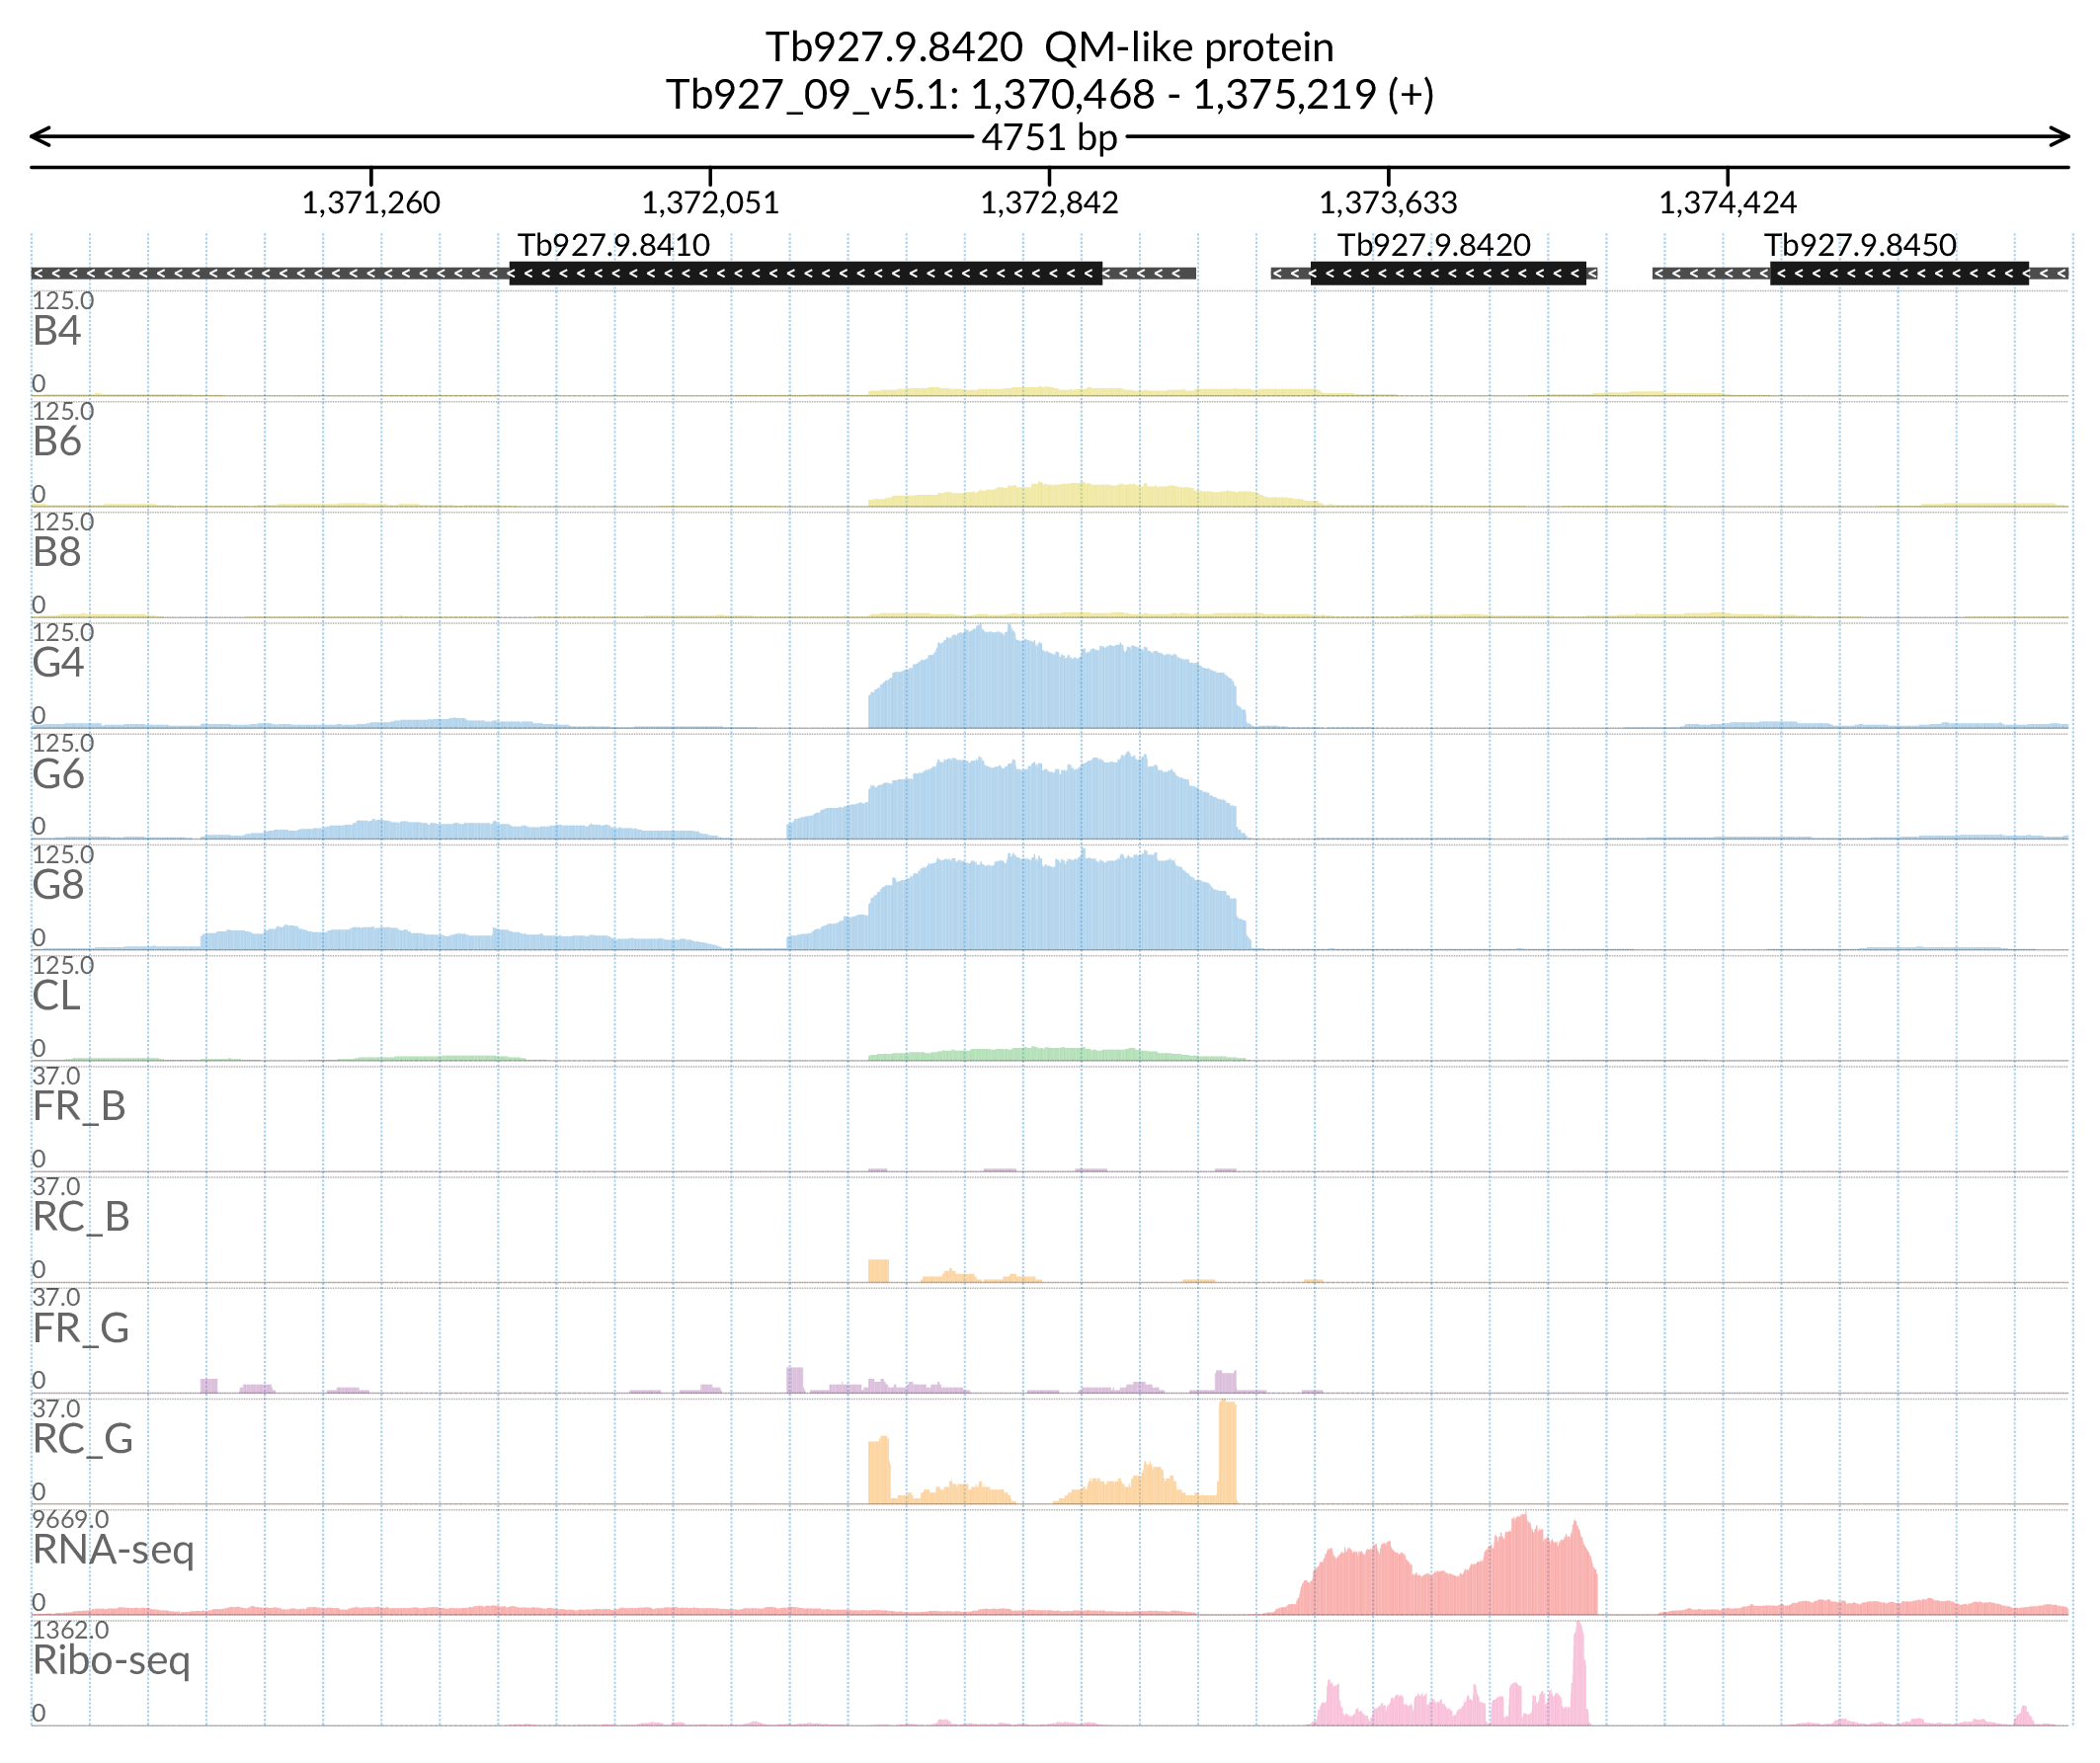 Tb927.9.8420 QM-like protein
Tb927_09_v5.1: 1,370,468 - 1,375,219 (+)
4751 bp
1,371,260 1,372,051 1,372,842 1,373,633 1,374,424
Tb927.9.8410 Tb927.9.8420 Tb927.9.8450
125.0
B4
0
125.0
B6
0
125.0
B8
0
125.0
G4
0
125.0
G6
0
125.0
G8
0
125.0
CL
0
37.0
FR_B
0
37.0
RC_B
0
37.0
FR_G
0
37.0
RC_G
0
9669.0
RNA-seq
0
1362.0
Ribo-seq
0